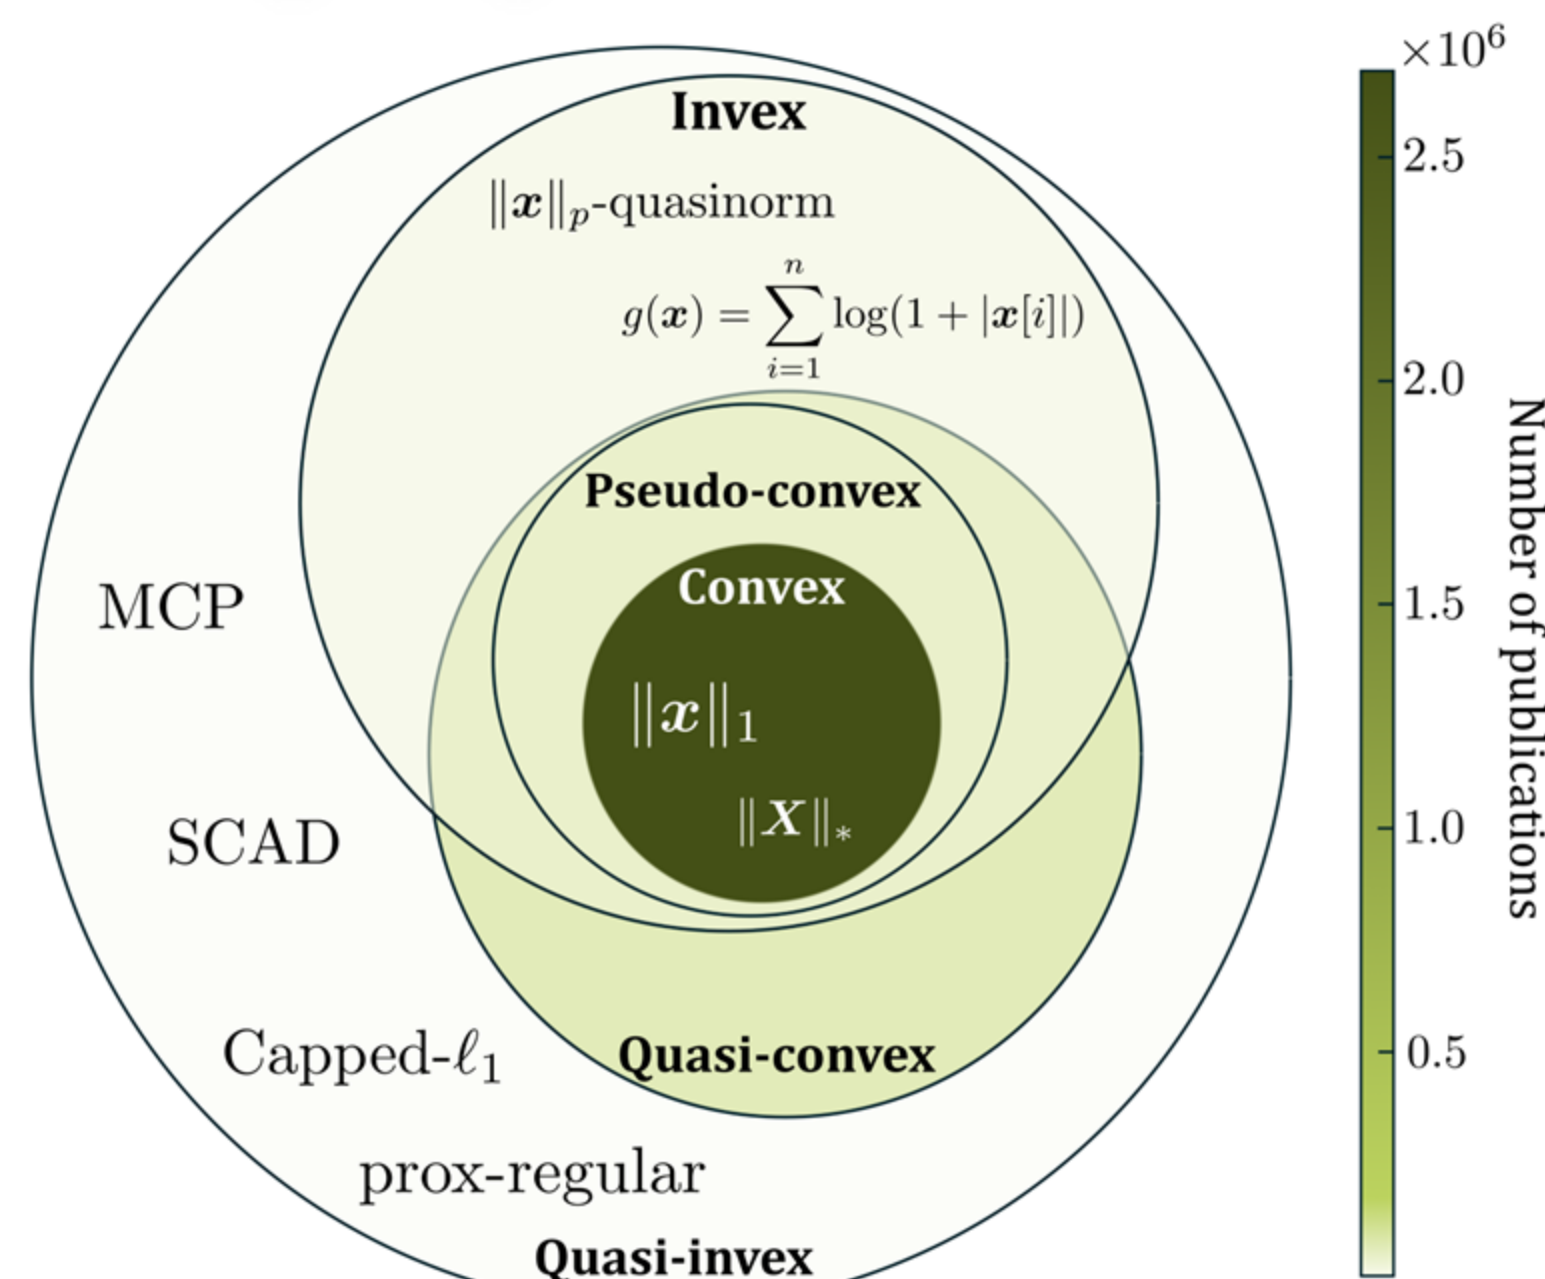 Invex
‖x‖p-quasinorm
g(x) = ∑ⁿᵢ₌₁ log(1 + |x[i]|)
Pseudo-convex
Convex
‖x‖₁
‖X‖*
MCP
SCAD
Capped-ℓ₁
Quasi-convex
prox-regular
Quasi-invex
×10⁶
2.5
2.0
1.5
1.0
0.5
Number of publications